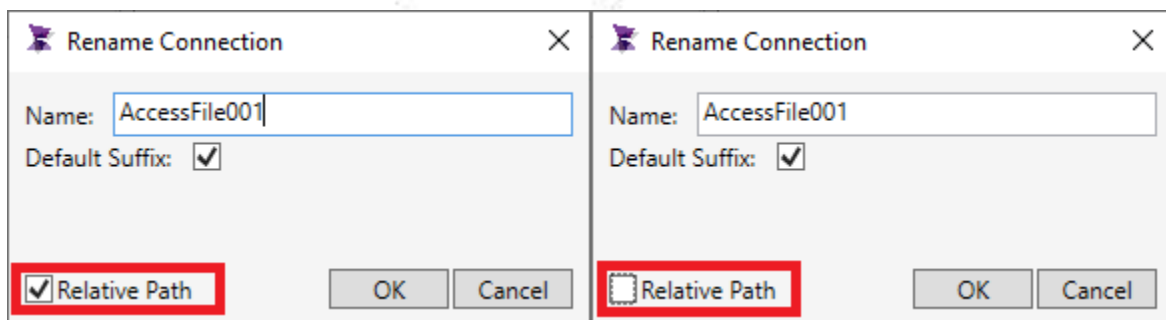 Rename Connection
Name: AccessFile001
Default Suffix:
Relative Path OK Cancel
Rename Connection
Name: AccessFile001
Default Suffix:
Relative Path OK Cancel